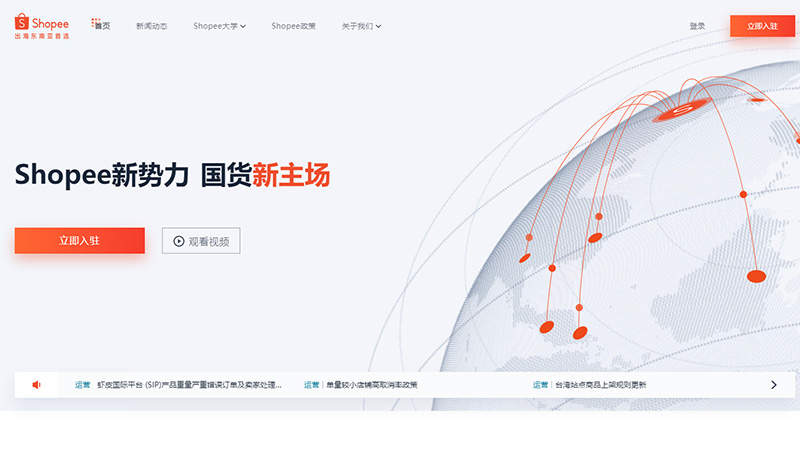 Shopee
出海东南亚首选
首页
新闻动态
Shopee大学
Shopee政策
关于我们
登录
立即入驻
Shopee新势力 国货新主场
立即入驻
观看视频
运营 虾皮国际平台 (SIP)产品重量严重错误订单及卖家处理...
运营 | 单量较小店铺高取消率政策
运营 | 台湾站点商品上架规则更新